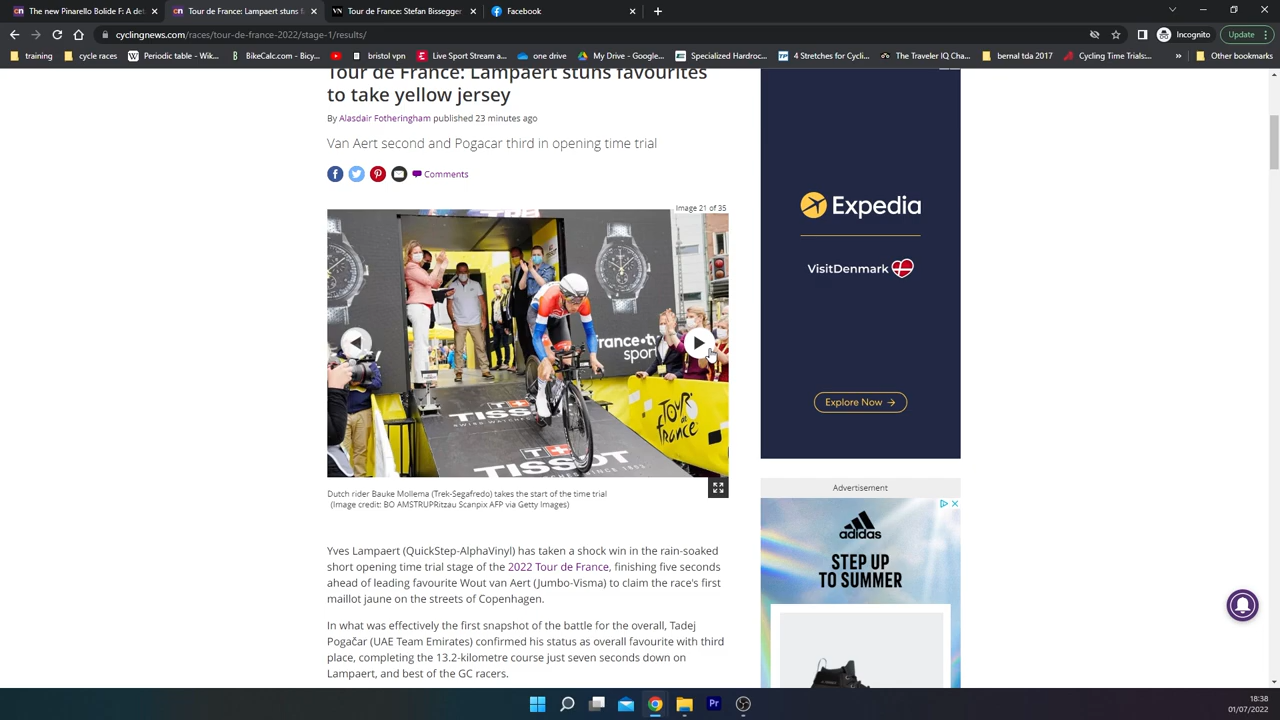 The new Pinarello Bolide F: A det
Tour de France: Lampaert stuns f
Time Trial: Stefan Bissegger
Facebook
cyclingnews.com/races/tour-de-france-2022/stage-1/results/
Incognito
Update
training
cycle races
Periodic table - Wik...
BikeCalc.com - Bicy...
bristol vpn
Live Sport Stream a...
one drive
My Drive - Google...
Specialized Hardroc...
4 Stretches for Cycli...
The Traveler IQ Cha...
bernal tda 2017
Cycling Time Trials:...
»
Other bookmarks
Tour de France: Lampaert stuns favourites
to take yellow jersey
By Alasdair Fotheringham published 23 minutes ago
Van Aert second and Pogacar third in opening time trial
Comments
Image 21 of 35
france•tv
sport
TISSOT
SWISS WATCHES
TOUR de france
TISSOT
Dutch rider Bauke Mollema (Trek-Segafredo) takes the start of the time trial
(Image credit: BO AMSTRUPRitzau Scanpix AFP via Getty Images)
Yves Lampaert (QuickStep-AlphaVinyl) has taken a shock win in the rain-soaked
short opening time trial stage of the 2022 Tour de France, finishing five seconds
ahead of leading favourite Wout van Aert (Jumbo-Visma) to claim the race's first
maillot jaune on the streets of Copenhagen.
In what was effectively the first snapshot of the battle for the overall, Tadej
Pogačar (UAE Team Emirates) confirmed his status as overall favourite with third
place, completing the 13.2-kilometre course just seven seconds down on
Lampaert, and best of the GC racers.
Expedia
VisitDenmark
Explore Now →
Advertisement
adidas
STEP UP
TO SUMMER
Pr
18:38
01/07/2022